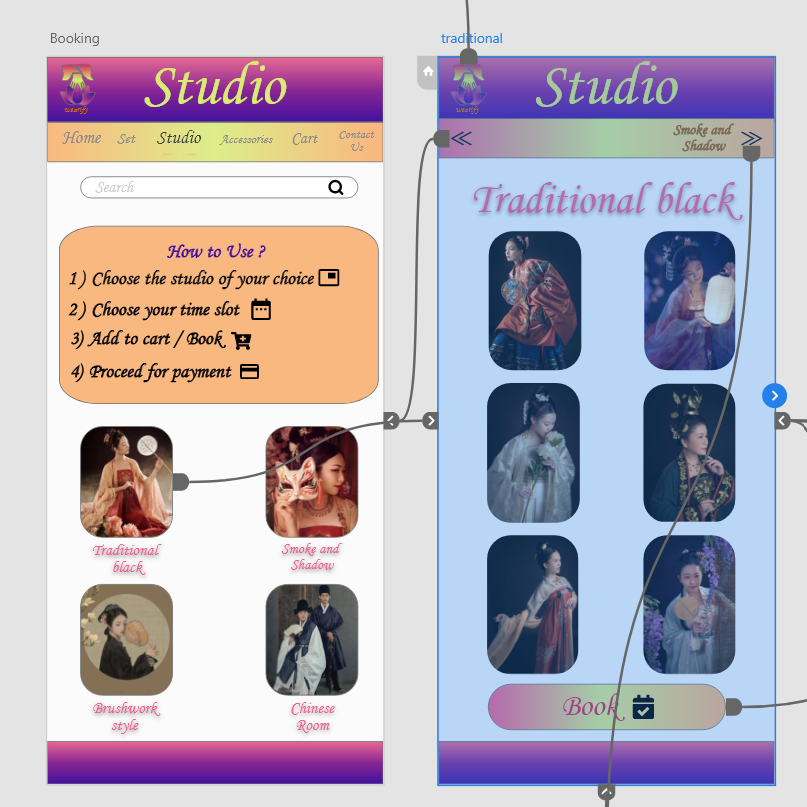 Booking
Studio
Home Set Studio Accessories Cart Contact Us
Search
How to Use ?
1 ) Choose the studio of your choice
2 ) Choose your time slot
3) Add to cart / Book
4) Proceed for payment
Traditional black
Smoke and Shadow
Brushwork style
Chinese Room
traditional
Studio
Smoke and Shadow
Traditional black
Book